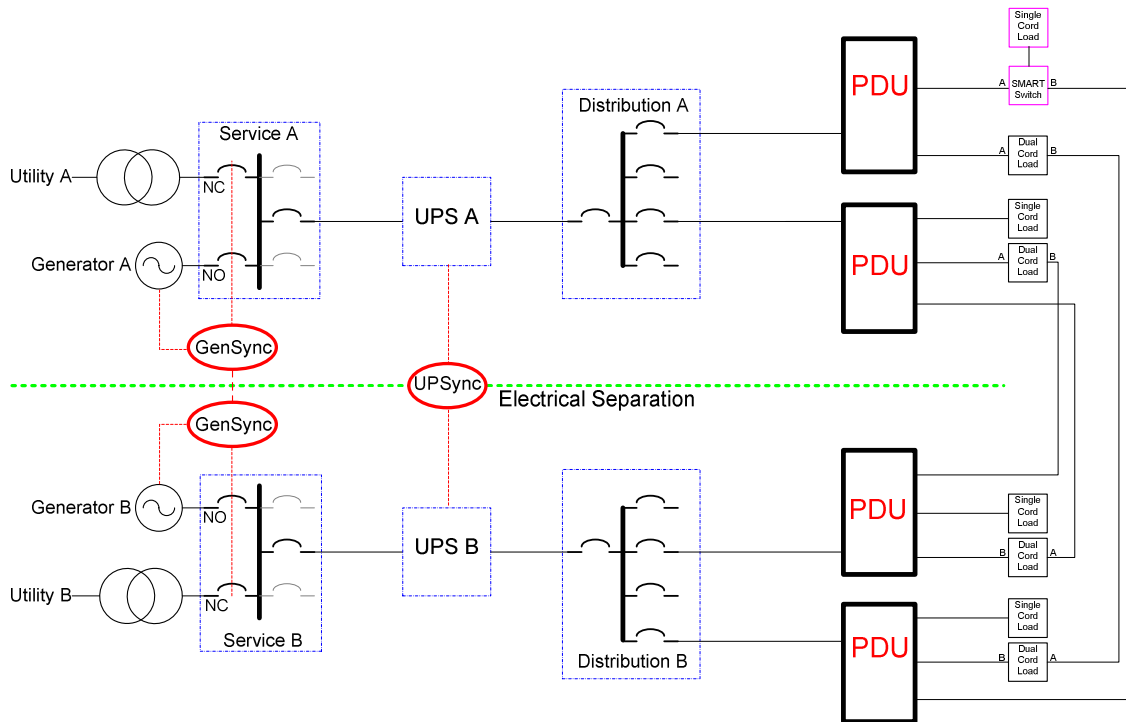 Single
Cord
Load
PDU
A
SMART
Switch
B
Distribution A
Service A
A
Dual
Cord
Load
B
Utility A
NC
UPS A
Single
Cord
Load
PDU
A
Dual
Cord
Load
B
Generator A
NO
GenSync
UPSync
Electrical Separation
GenSync
Generator B
NO
PDU
Single
Cord
Load
UPS B
B
Dual
Cord
Load
A
Utility B
NC
Single
Cord
Load
Service B
PDU
Distribution B
B
Dual
Cord
Load
A